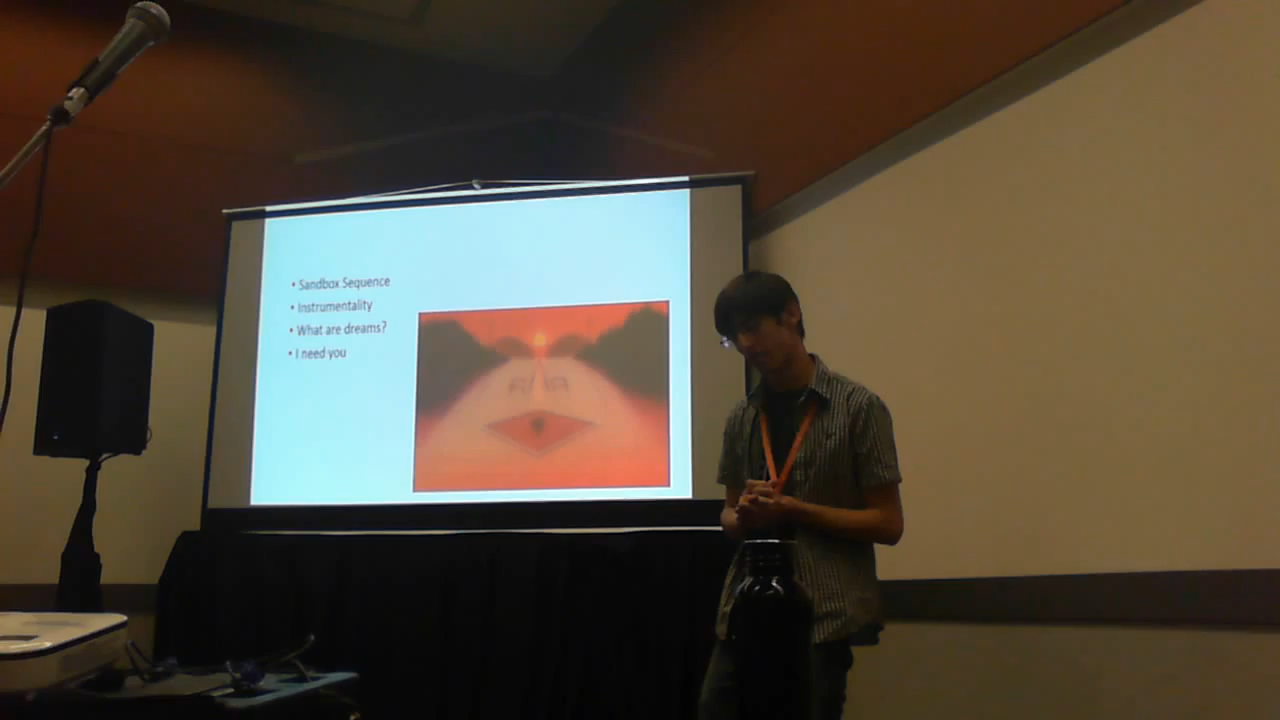 • Sandbox Sequence
• Instrumentality
• What are dreams?
• I need you